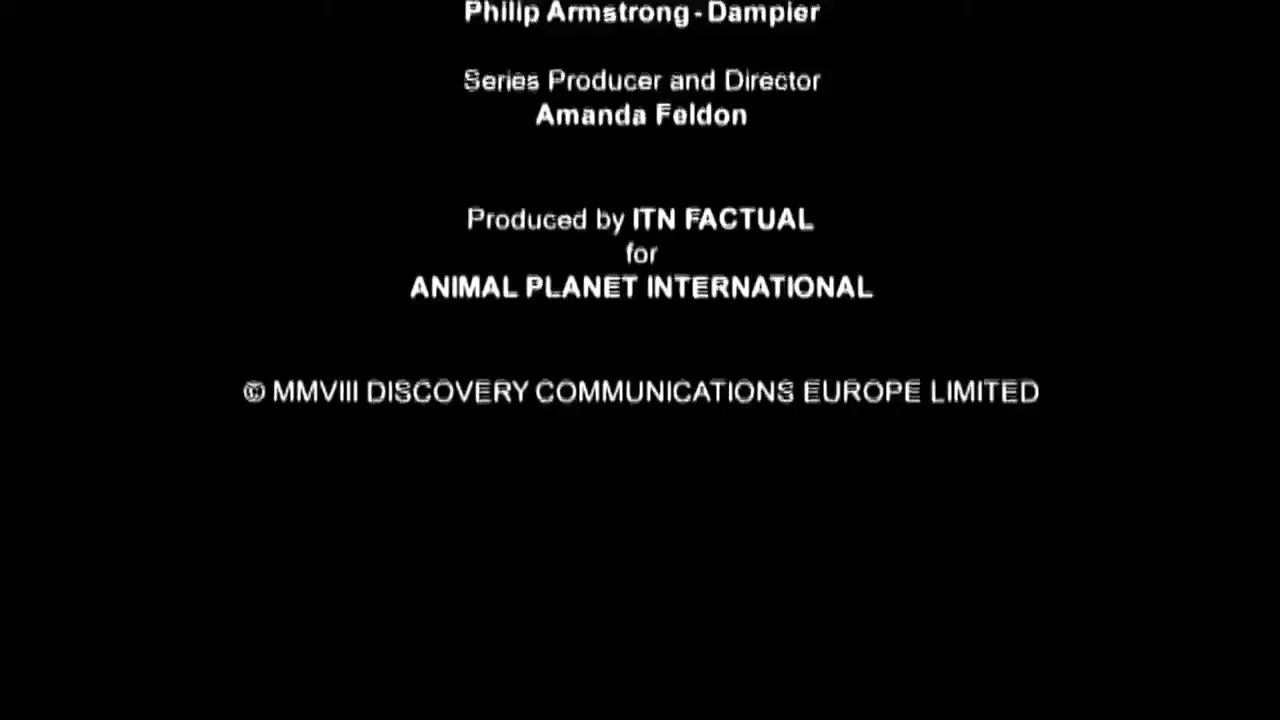 Philip Armstrong-Dampier
Series Producer and Director
Amanda Feldon
Produced by ITN FACTUAL
for
ANIMAL PLANET INTERNATIONAL
© MMVIII DISCOVERY COMMUNICATIONS EUROPE LIMITED